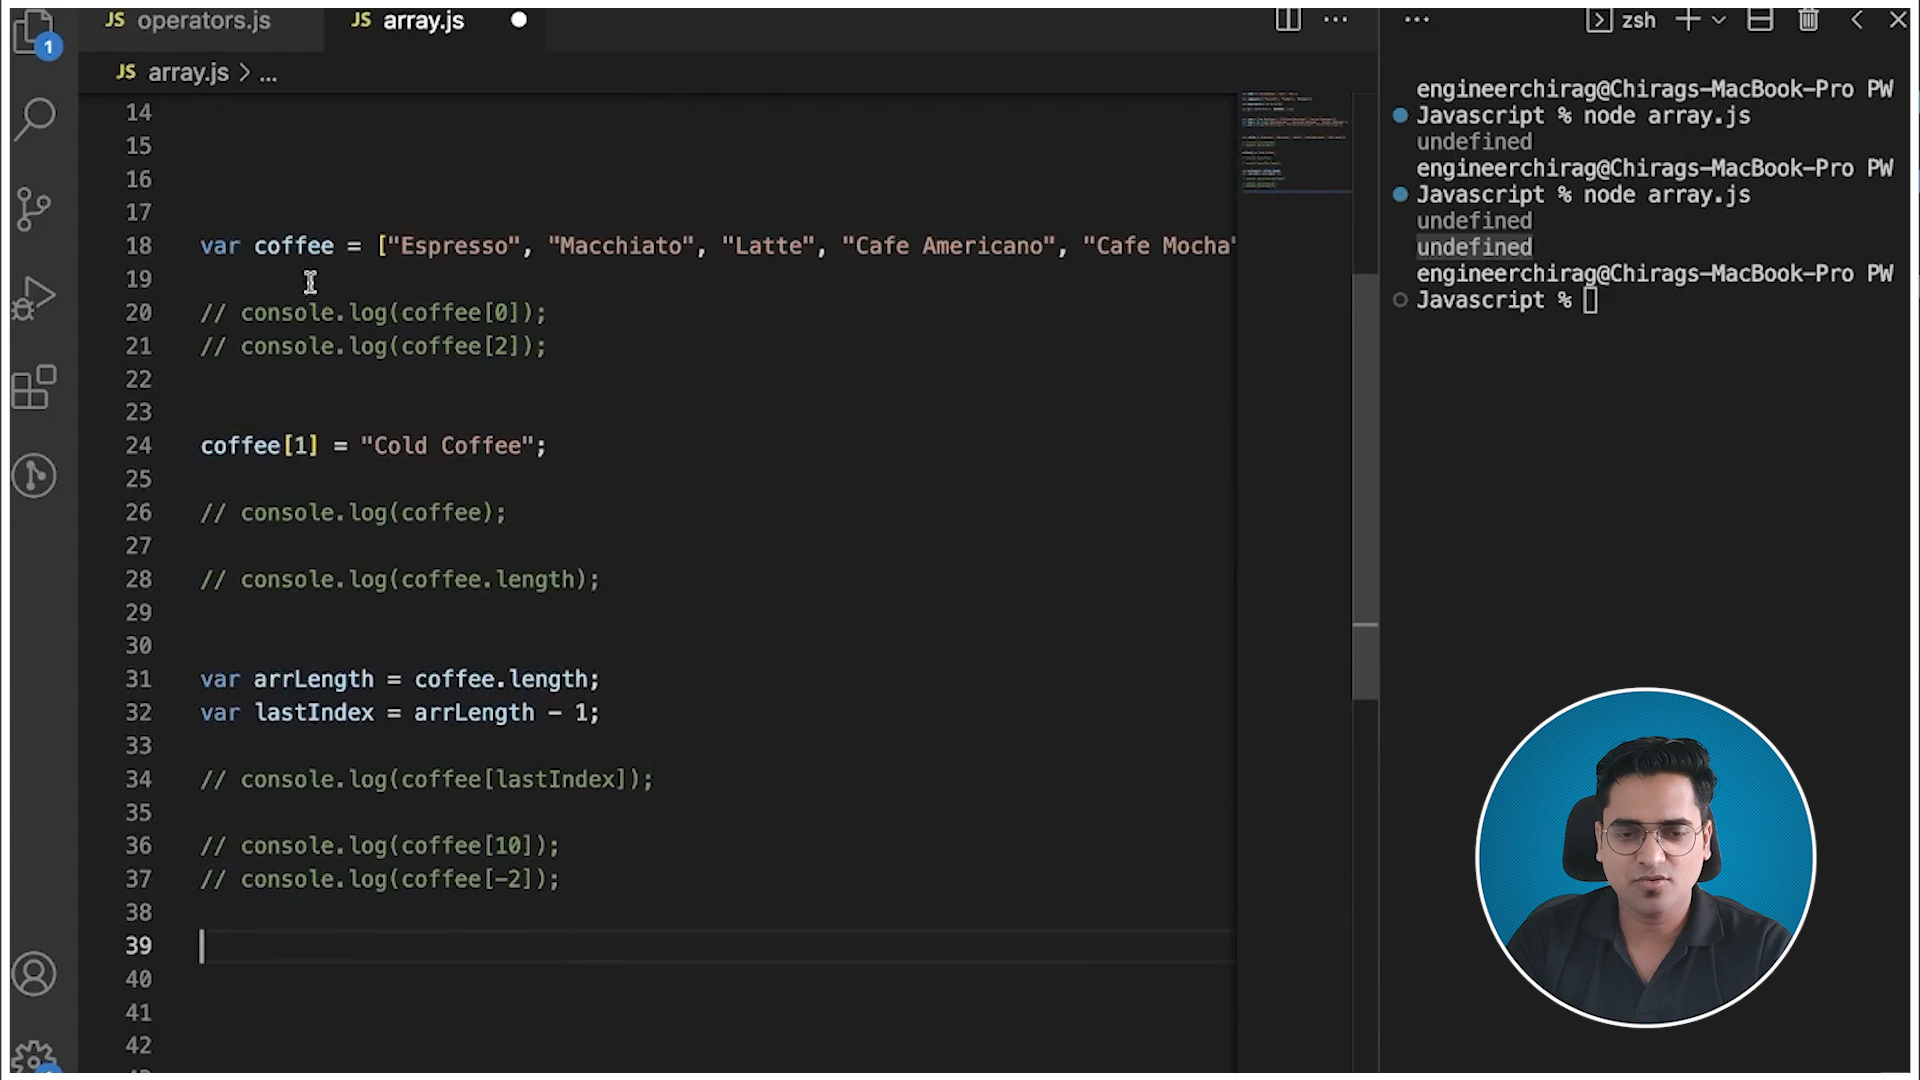 JS operators.js
JS array.js
zsh
1
JS array.js > ...
14
15
16
17
18 var coffee = ["Espresso", "Macchiato", "Latte", "Cafe Americano", "Cafe Mocha"
19
20 // console.log(coffee[0]);
21 // console.log(coffee[2]);
22
23
24 coffee[1] = "Cold Coffee";
25
26 // console.log(coffee);
27
28 // console.log(coffee.length);
29
30
31 var arrLength = coffee.length;
32 var lastIndex = arrLength - 1;
33
34 // console.log(coffee[lastIndex]);
35
36 // console.log(coffee[10]);
37 // console.log(coffee[-2]);
38
39
40
41
42
engineerchirag@Chirags-MacBook-Pro PW
Javascript % node array.js
undefined
engineerchirag@Chirags-MacBook-Pro PW
Javascript % node array.js
undefined
undefined
engineerchirag@Chirags-MacBook-Pro PW
Javascript %